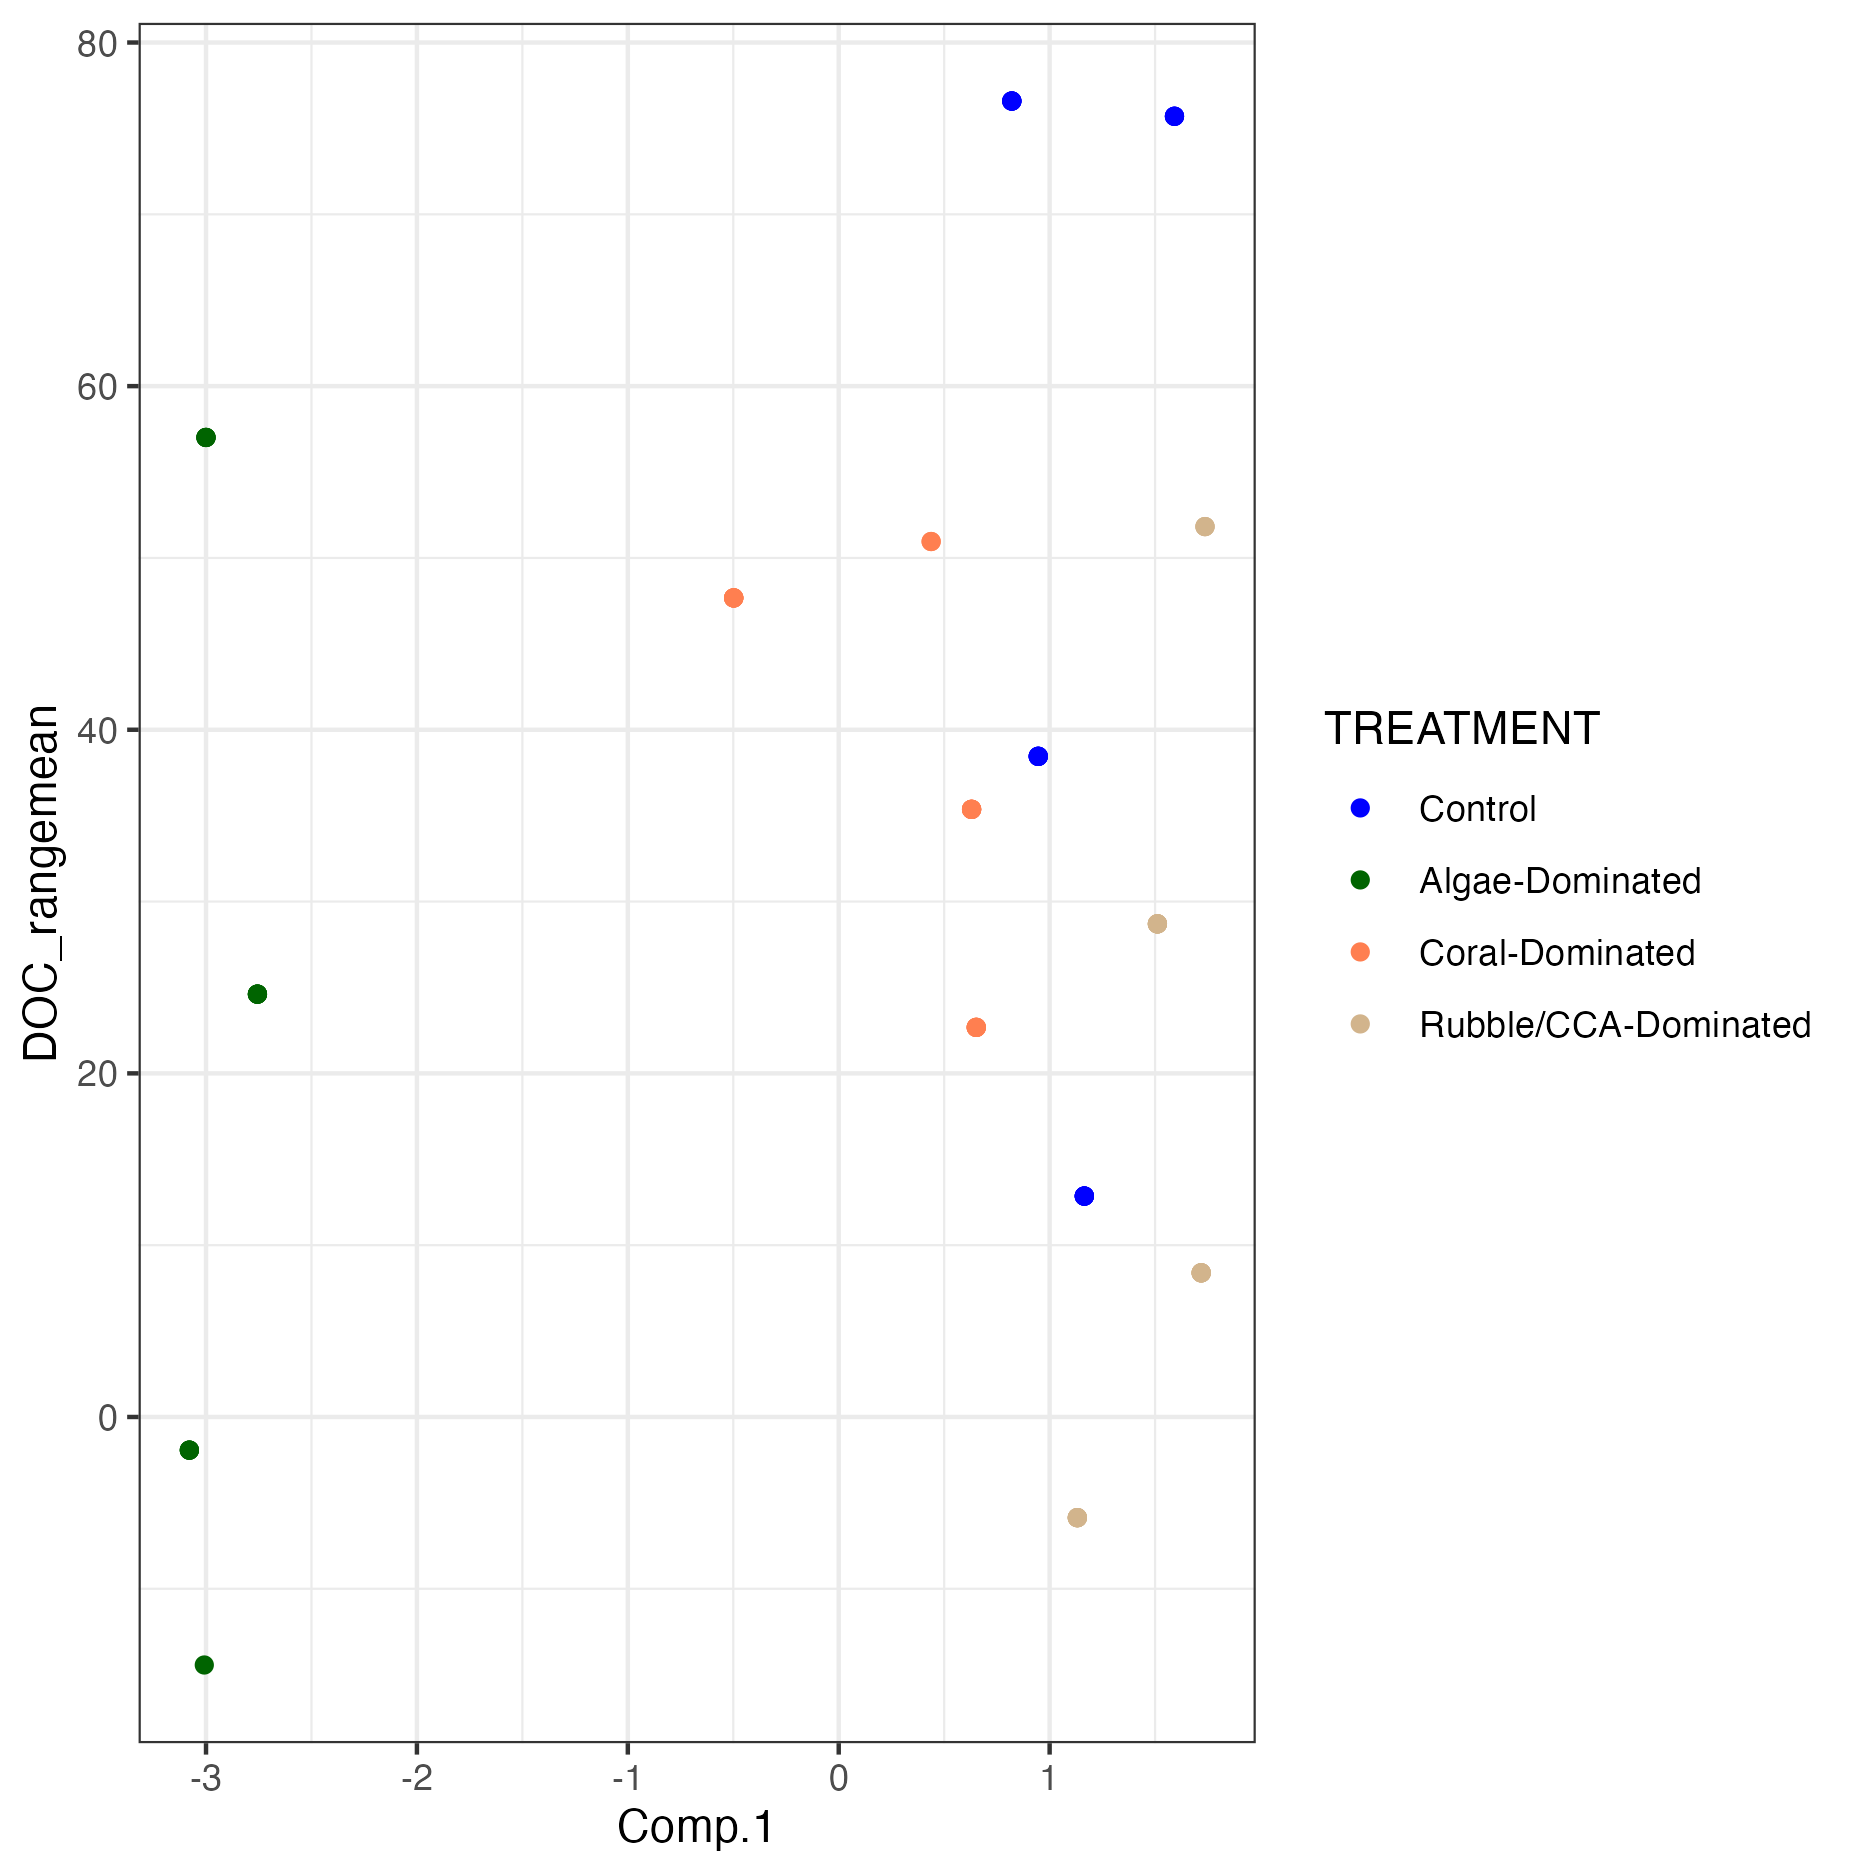 80
60
40
20
0
DOC_rangemean
-3
-2
-1
0
1
Comp.1
TREATMENT
Control
Algae-Dominated
Coral-Dominated
Rubble/CCA-Dominated